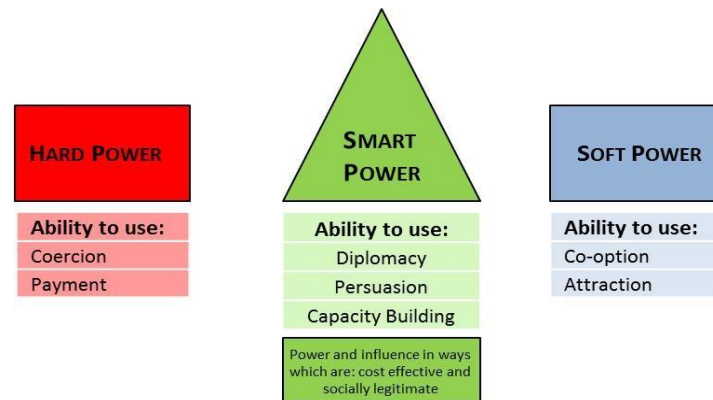 HARD POWER
Ability to use:
Coercion
Payment
SMART
POWER
Ability to use:
Diplomacy
Persuasion
Capacity Building
Power and influence in ways
which are: cost effective and
socially legitimate
SOFT POWER
Ability to use:
Co-option
Attraction